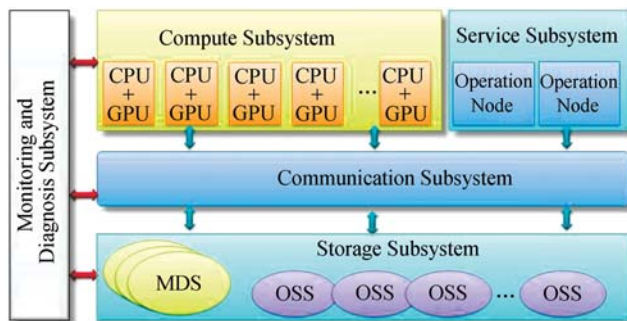 Monitoring and
Diagnosis Subsystem
Compute Subsystem
CPU
+
GPU
CPU
+
GPU
CPU
+
GPU
CPU
+
GPU
...
CPU
+
GPU
Service Subsystem
Operation
Node
Operation
Node
Communication Subsystem
Storage Subsystem
MDS
OSS
OSS
OSS
...
OSS